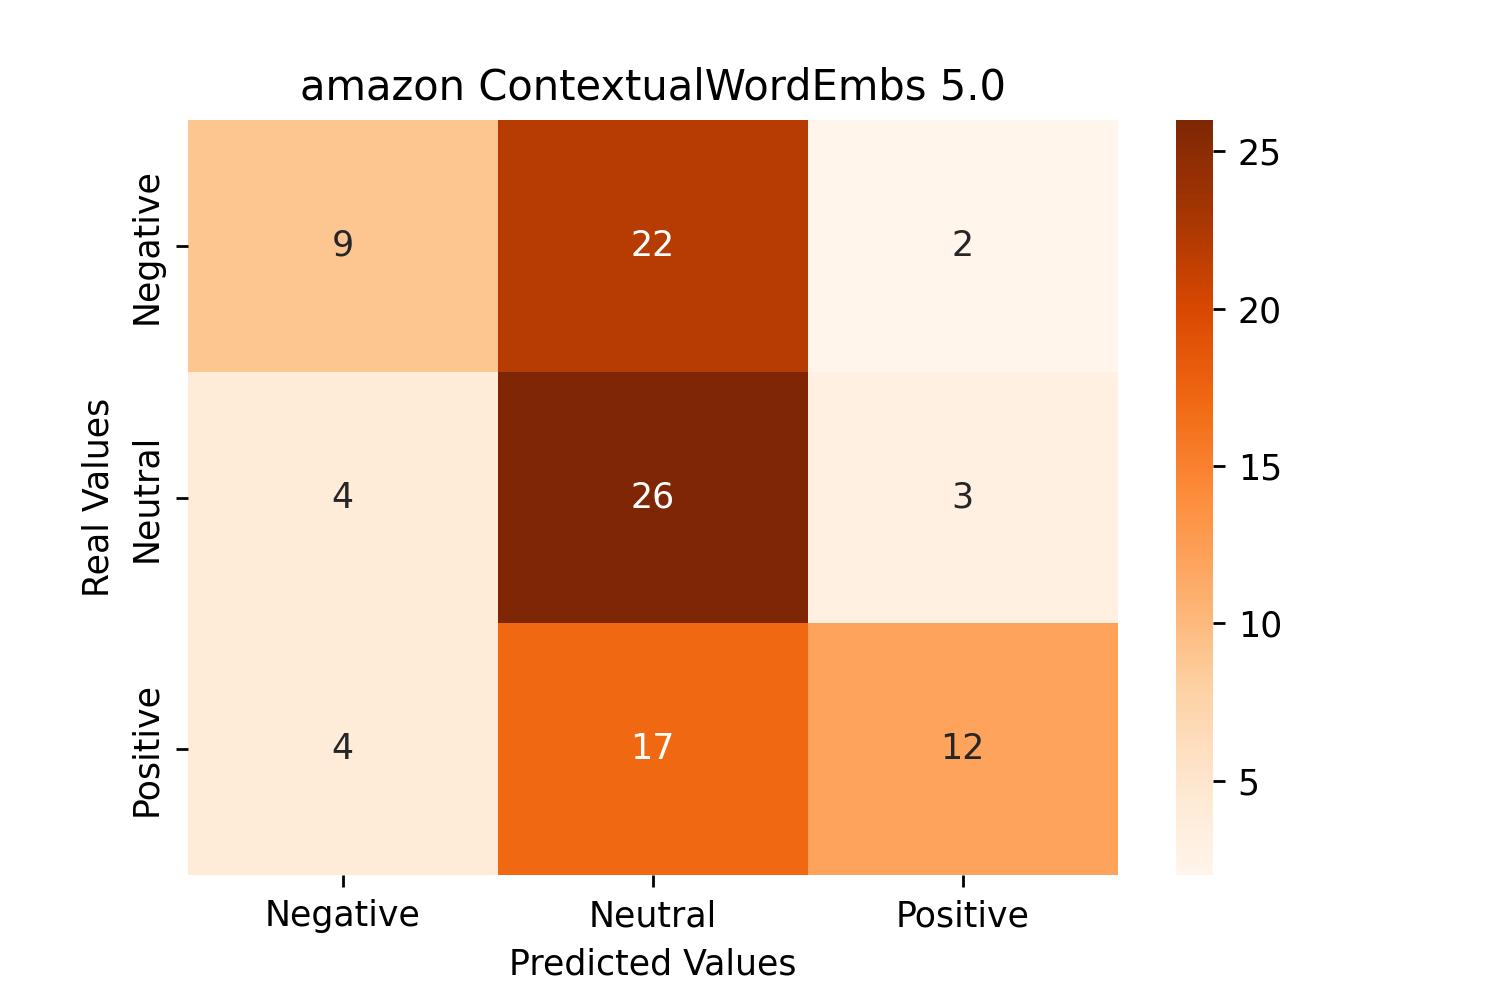 amazon ContextualWordEmbs 5.0
Real Values
Negative
9 22 2
Neutral
4 26 3
Positive
4 17 12
Negative Neutral Positive
Predicted Values
25
20
15
10
5